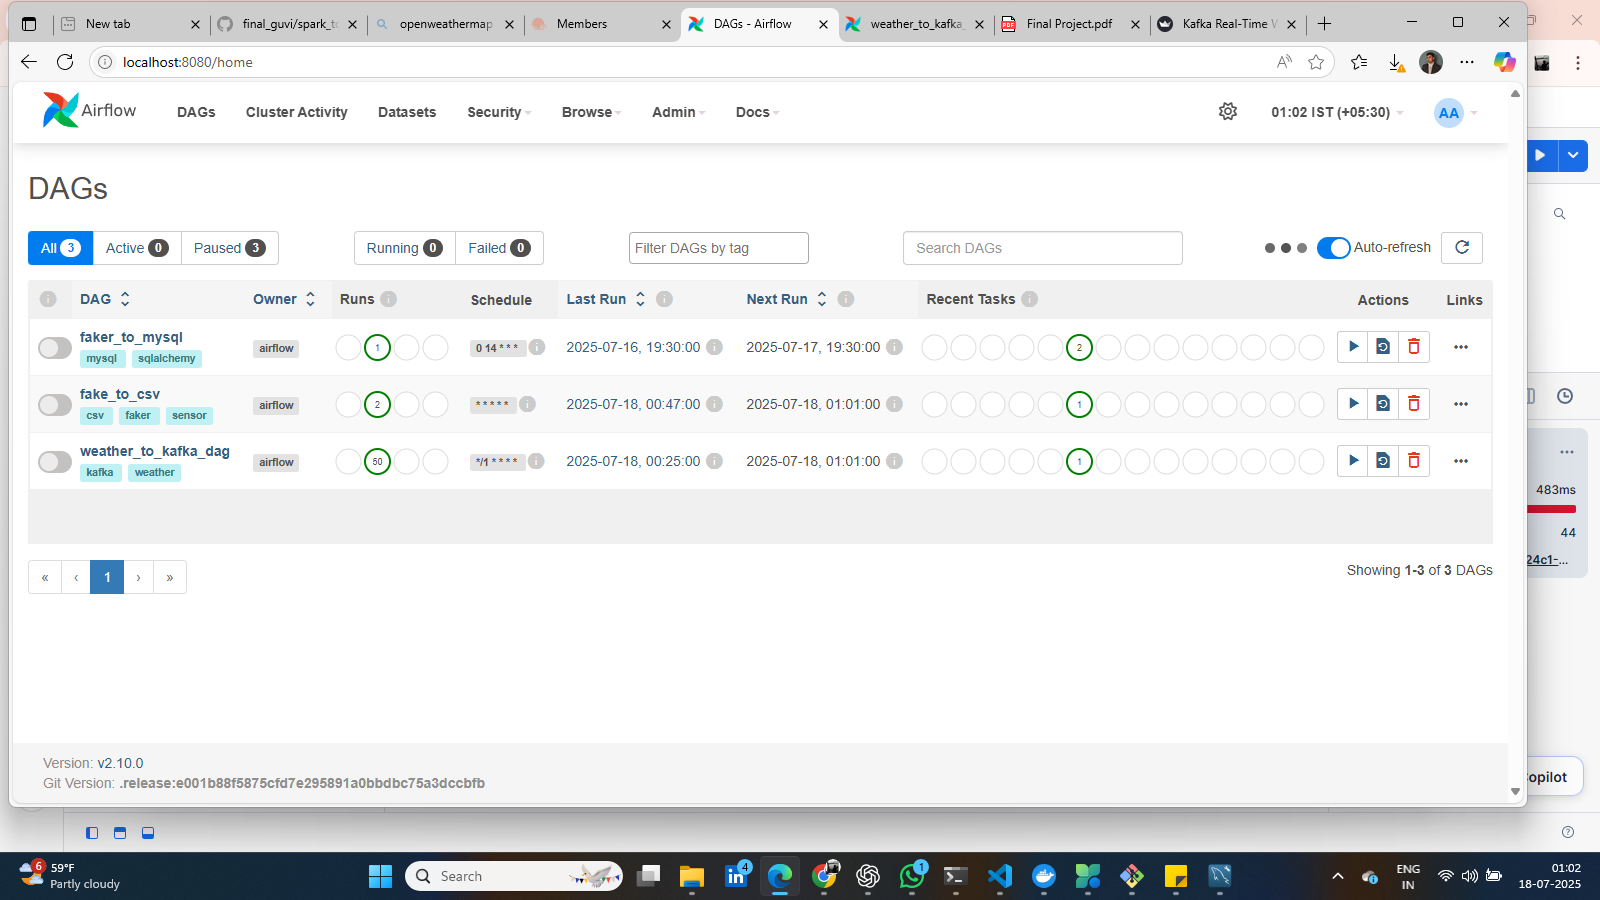 New tab
final_guvi/spark_to
openweathermap
Members
DAGs - Airflow
weather_to_kafka_
Final Project.pdf
Kafka Real-Time
localhost:8080/home
Airflow
DAGs
Cluster Activity
Datasets
Security
Browse
Admin
Docs
01:02 IST (+05:30)
AA
DAGs
All 3
Active 0
Paused 3
Running 0
Failed 0
Filter DAGs by tag
Search DAGs
Auto-refresh
DAG
Owner
Runs
Schedule
Last Run
Next Run
Recent Tasks
Actions
Links
faker_to_mysql
mysql sqlalchemy
airflow
1
0 14 * * *
2025-07-16, 19:30:00
2025-07-17, 19:30:00
2
fake_to_csv
csv faker sensor
airflow
2
* * * * *
2025-07-18, 00:47:00
2025-07-18, 01:01:00
1
weather_to_kafka_dag
kafka weather
airflow
50
*/1 * * * *
2025-07-18, 00:25:00
2025-07-18, 01:01:00
1
« ‹ 1 › »
Showing 1-3 of 3 DAGs
Version: v2.10.0
Git Version: .release:e001b88f5875cfd7e295891a0bbdbc75a3dccbfb
483ms
44
24c1-...
opilot
6
59°F
Partly cloudy
Search
4
1
ENG
IN
01:02
18-07-2025